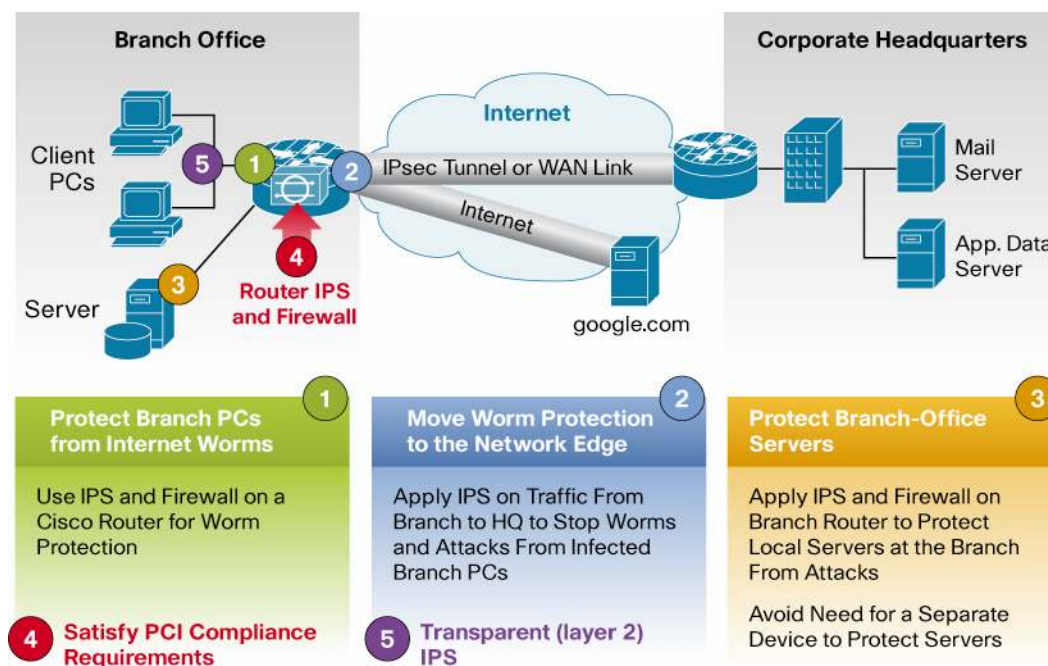 Branch Office
Corporate Headquarters
Internet
Client
PCs
5
1
2
IPsec Tunnel or WAN Link
Internet
Mail
Server
4
3
Router IPS
and Firewall
Server
google.com
App. Data
Server
1
Protect Branch PCs
from Internet Worms
Use IPS and Firewall on a
Cisco Router for Worm
Protection
2
Move Worm Protection
to the Network Edge
Apply IPS on Traffic From
Branch to HQ to Stop Worms
and Attacks From Infected
Branch PCs
3
Protect Branch-Office
Servers
Apply IPS and Firewall on
Branch Router to Protect
Local Servers at the Branch
From Attacks
Avoid Need for a Separate
Device to Protect Servers
4
Satisfy PCI Compliance
Requirements
5
Transparent (layer 2)
IPS